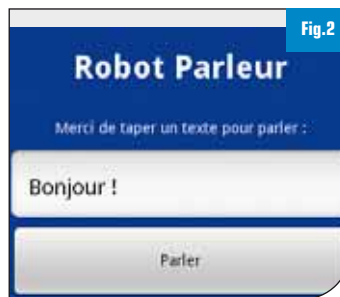 Fig.2
Robot Parleur
Merci de taper un texte pour parler :
Bonjour !
Parler